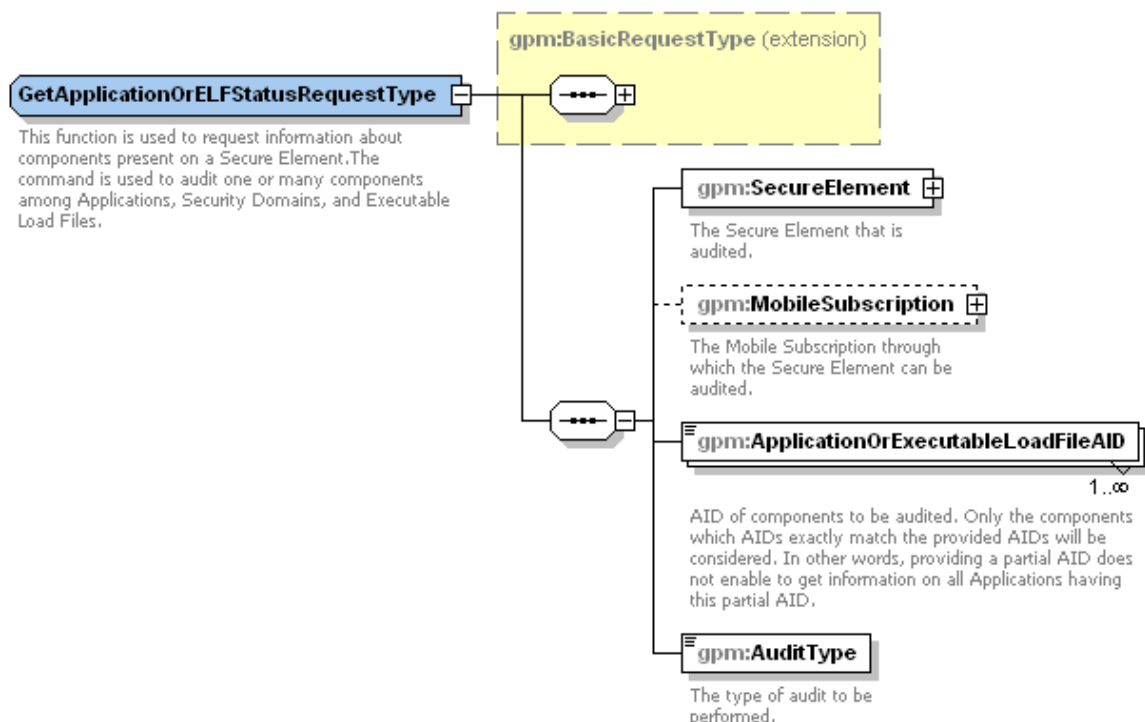 gpm:BasicRequestType (extension)
GetApplicationOrELFStatusRequestType
This function is used to request information about
components present on a Secure Element.The
command is used to audit one or many components
among Applications, Security Domains, and Executable
Load Files.
gpm:SecureElement
The Secure Element that is
audited.
gpm:MobileSubscription
The Mobile Subscription through
which the Secure Element can be
audited.
gpm:ApplicationOrExecutableLoadFileAID
1..∞
AID of components to be audited. Only the components
which AIDs exactly match the provided AIDs will be
considered. In other words, providing a partial AID does
not enable to get information on all Applications having
this partial AID.
gpm:AuditType
The type of audit to be
performed.